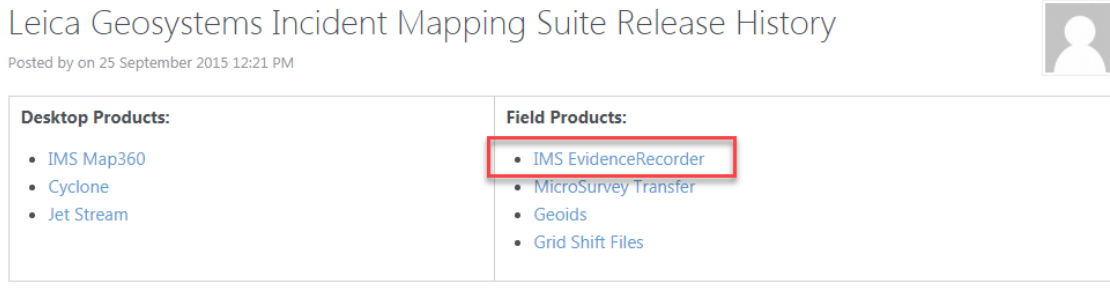 Leica Geosystems Incident Mapping Suite Release History
Posted by on 25 September 2015 12:21 PM
Desktop Products:
IMS Map360
Cyclone
Jet Stream
Field Products:
IMS EvidenceRecorder
MicroSurvey Transfer
Geoids
Grid Shift Files